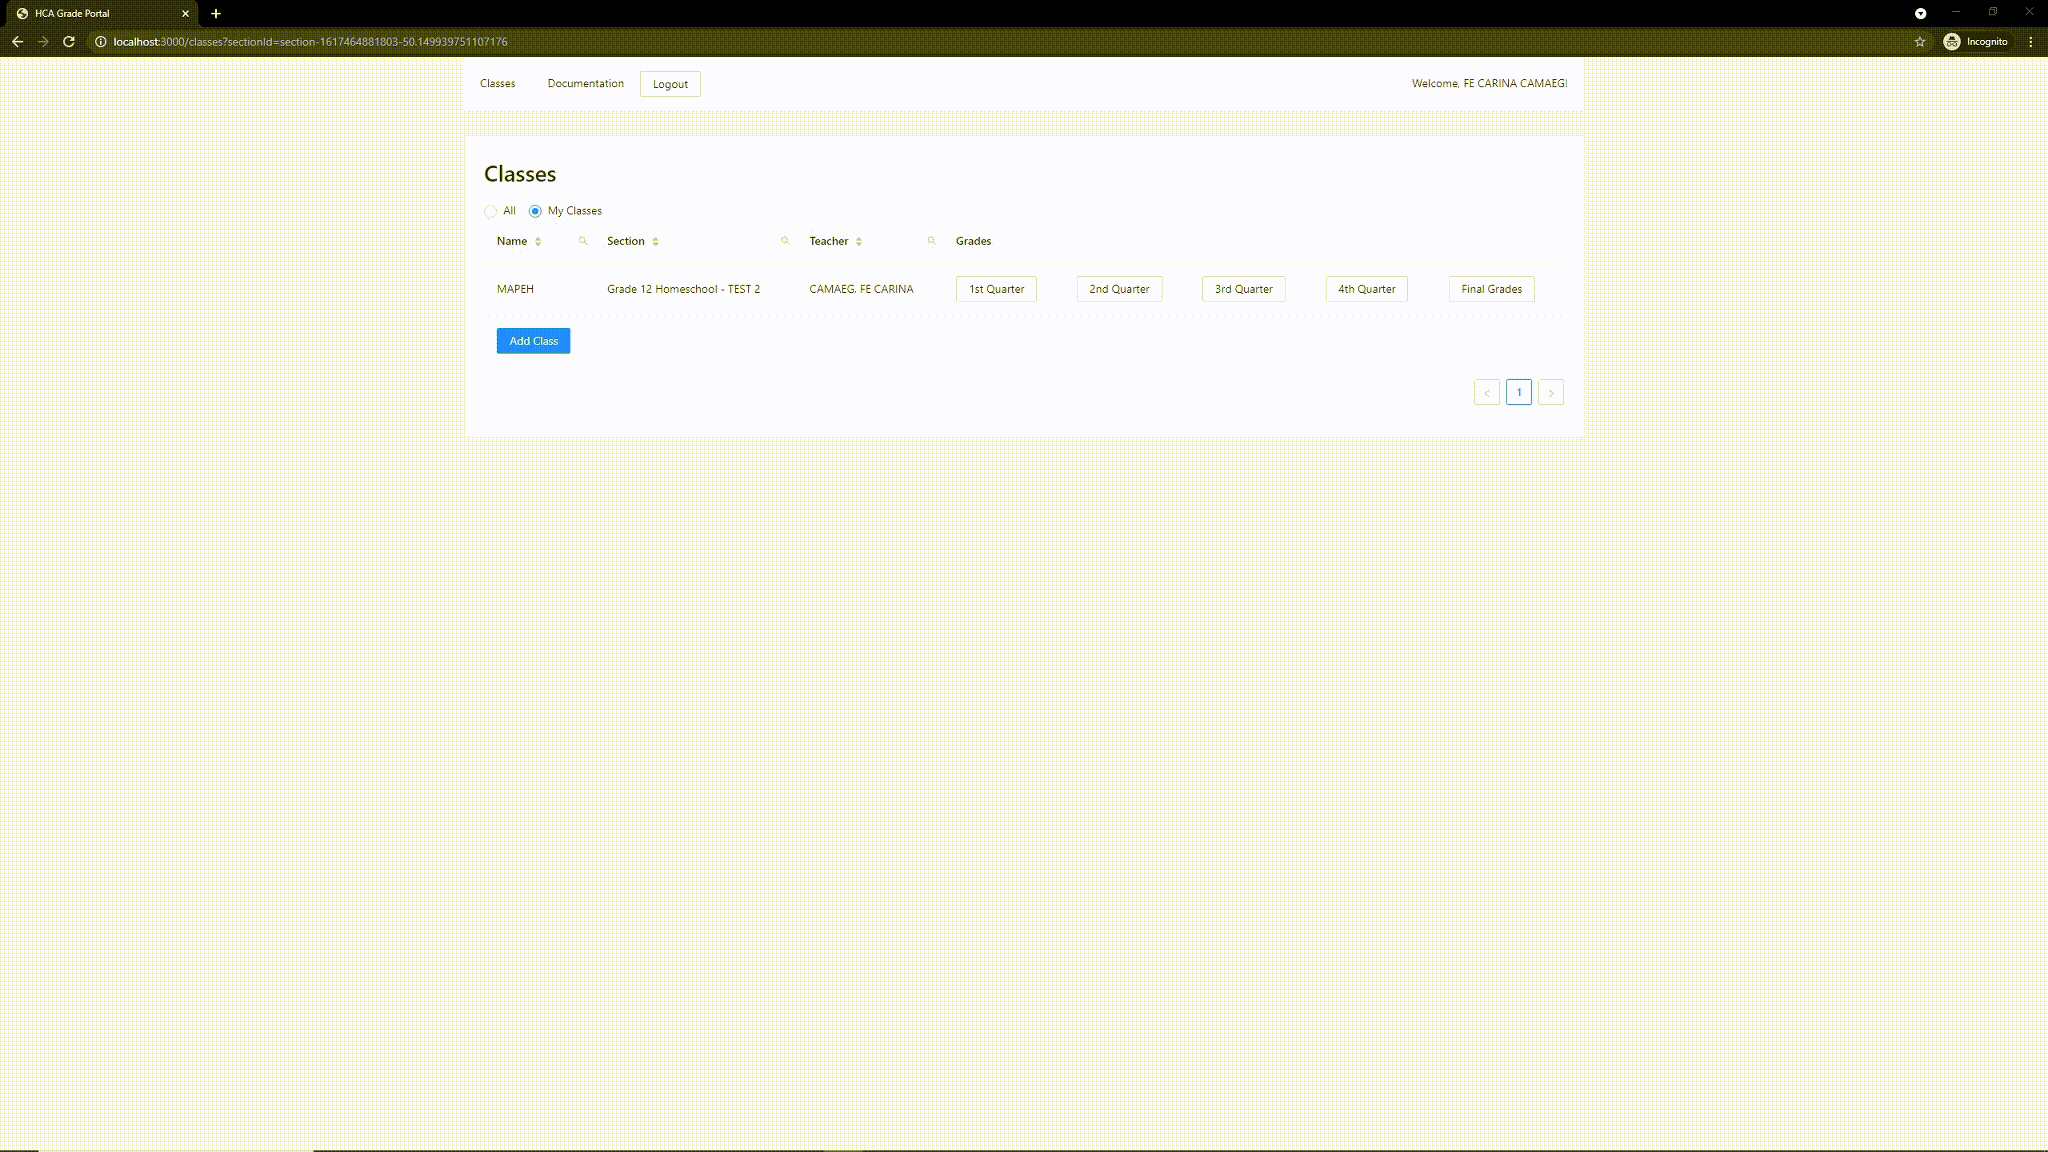 HCA Grade Portal
localhost:3000/classes?sectionId=section-1617464881803-50.149939751107176
Incognito
Classes Documentation Logout Welcome, FE CARINA CAMAEG!
Classes
All My Classes
Name Section Teacher Grades
MAPEH Grade 12 Homeschool - TEST 2 CAMAEG, FE CARINA 1st Quarter 2nd Quarter 3rd Quarter 4th Quarter Final Grades
Add Class
< 1 >